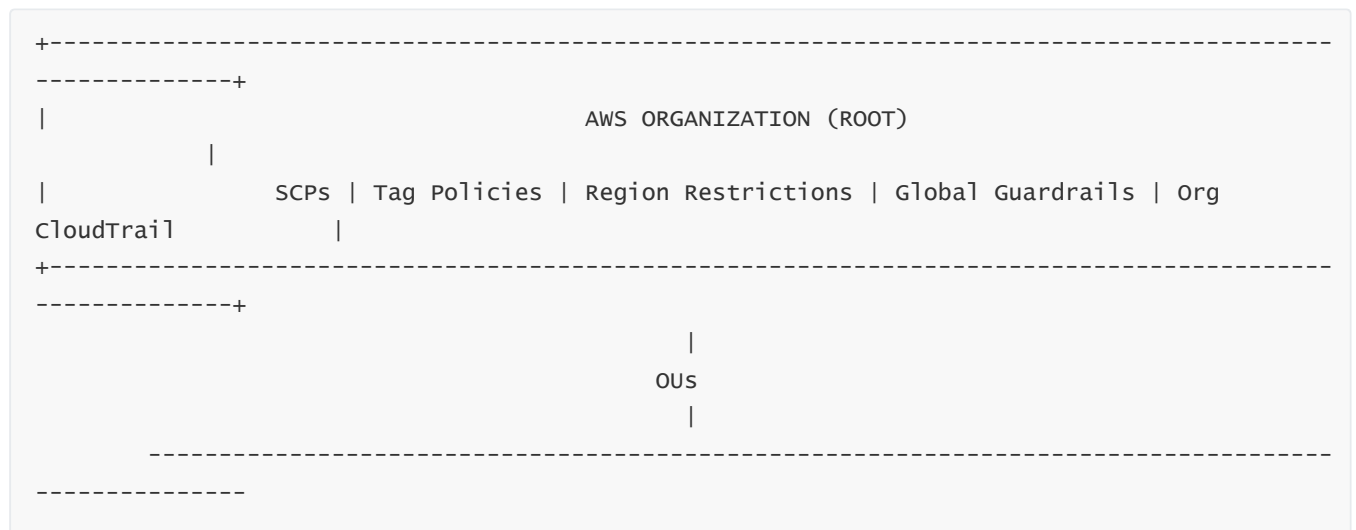 +-------------------------------------------------------------------------------------------
--------------+
|                                      AWS ORGANIZATION (ROOT)
            |
|                SCPs | Tag Policies | Region Restrictions | Global Guardrails | Org
CloudTrail           |
+-------------------------------------------------------------------------------------------
--------------+
                                              |
                                            OUs
                                              |
        ------------------------------------------------------------------------------------
---------------